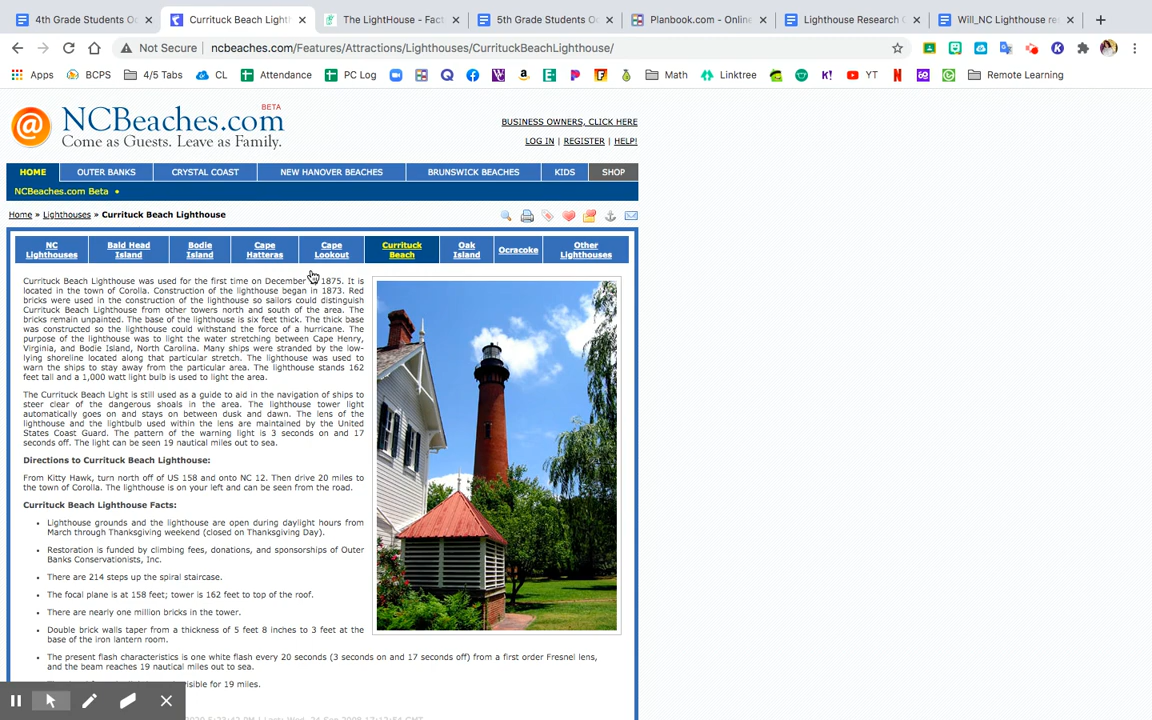 4th Grade Students Oc
Currituck Beach Lighth
The LightHouse - Fact
5th Grade Students Oc
Planbook.com - Online
Lighthouse Research G
Will_NC Lighthouse re
Not Secure ncbeaches.com/Features/Attractions/Lighthouses/CurrituckBeachLighthouse/
Apps BCPS 4/5 Tabs CL Attendance PC Log Math Linktree YT Remote Learning
NCBeaches.com BETA
Come as Guests. Leave as Family.
BUSINESS OWNERS, CLICK HERE
LOG IN | REGISTER | HELP!
HOME OUTER BANKS CRYSTAL COAST NEW HANOVER BEACHES BRUNSWICK BEACHES KIDS SHOP
NCBeaches.com Beta •
Home » Lighthouses » Currituck Beach Lighthouse
NC Lighthouses
Bald Head Island
Bodie Island
Cape Hatteras
Cape Lookout
Currituck Beach
Oak Island
Ocracoke
Other Lighthouses
Currituck Beach Lighthouse was used for the first time on December 1875. It is
located in the town of Corolla. Construction of the lighthouse began in 1873. Red
bricks were used in the construction of the lighthouse so sailors could distinguish
Currituck Beach Lighthouse from other towers north and south of the area. The
bricks remain unpainted. The base of the lighthouse is six feet thick. The thick base
was constructed so the lighthouse could withstand the force of a hurricane. The
purpose of the lighthouse was to light the water stretching between Cape Henry,
Virginia, and Bodie Island, North Carolina. Many ships were stranded by the low-
lying shoreline located along that particular stretch. The lighthouse was used to
warn the ships to stay away from the particular area. The lighthouse stands 162
feet tall and a 1,000 watt light bulb is used to light the area.
The Currituck Beach Light is still used as a guide to aid in the navigation of ships to
steer clear of the dangerous shoals in the area. The lighthouse tower light
automatically goes on and stays on between dusk and dawn. The lens of the
lighthouse and the lightbulb used within the lens are maintained by the United
States Coast Guard. The pattern of the warning light is 3 seconds on and 17
seconds off. The light can be seen 19 nautical miles out to sea.
Directions to Currituck Beach Lighthouse:
From Kitty Hawk, turn north off of US 158 and onto NC 12. Then drive 20 miles to
the town of Corolla. The lighthouse is on your left and can be seen from the road.
Currituck Beach Lighthouse Facts:
• Lighthouse grounds and the lighthouse are open during daylight hours from
March through Thanksgiving weekend (closed on Thanksgiving Day).
• Restoration is funded by climbing fees, donations, and sponsorships of Outer
Banks Conservationists, Inc.
• There are 214 steps up the spiral staircase.
• The focal plane is at 158 feet; tower is 162 feet to top of the roof.
• There are nearly one million bricks in the tower.
• Double brick walls taper from a thickness of 5 feet 8 inches to 3 feet at the
base of the iron lantern room.
• The present flash characteristics is one white flash every 20 seconds (3 seconds on and 17 seconds off) from a first order Fresnel lens,
and the beam reaches 19 nautical miles out to sea.
visible for 19 miles.